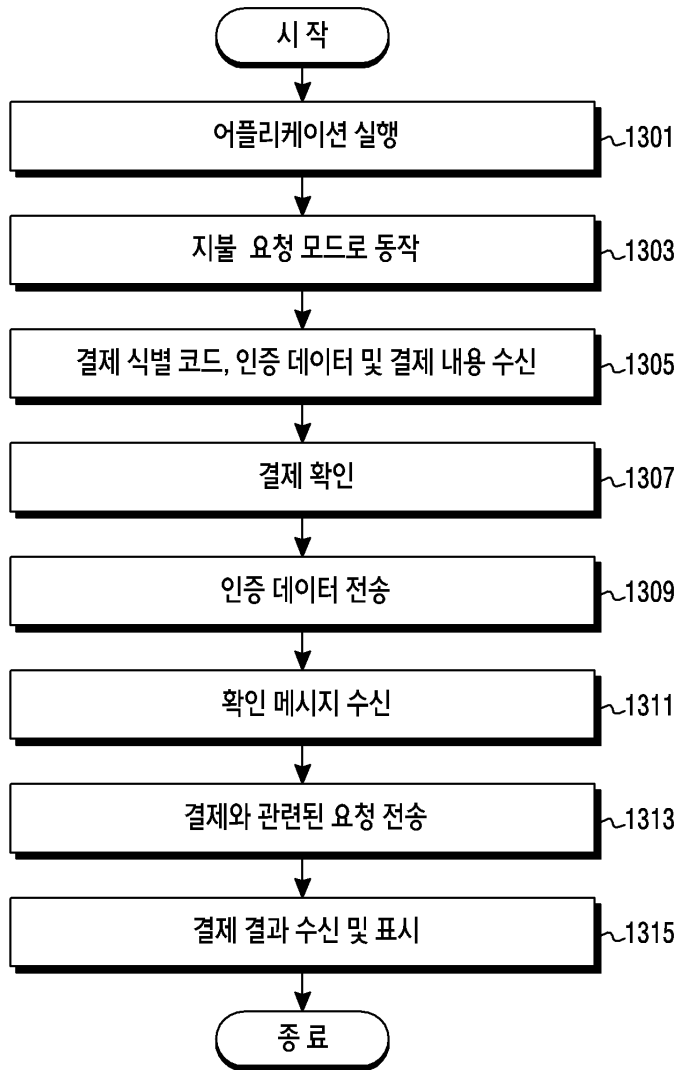 시 작
어플리케이션 실행
1301
지불 요청 모드로 동작
1303
결제 식별 코드, 인증 데이터 및 결제 내용 수신
1305
결제 확인
1307
인증 데이터 전송
1309
확인 메시지 수신
1311
결제와 관련된 요청 전송
1313
결제 결과 수신 및 표시
1315
종 료